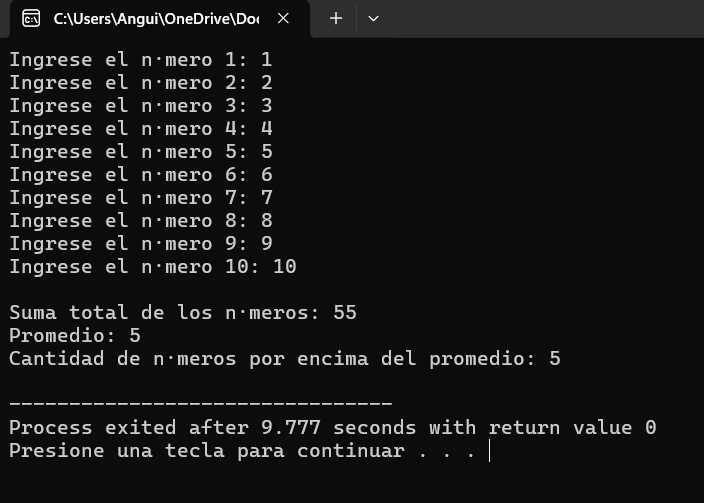 C:\Users\Angui\OneDrive\Doc
Ingrese el n·mero 1: 1
Ingrese el n·mero 2: 2
Ingrese el n·mero 3: 3
Ingrese el n·mero 4: 4
Ingrese el n·mero 5: 5
Ingrese el n·mero 6: 6
Ingrese el n·mero 7: 7
Ingrese el n·mero 8: 8
Ingrese el n·mero 9: 9
Ingrese el n·mero 10: 10
Suma total de los n·meros: 55
Promedio: 5
Cantidad de n·meros por encima del promedio: 5
--------------------------------
Process exited after 9.777 seconds with return value 0
Presione una tecla para continuar . . .